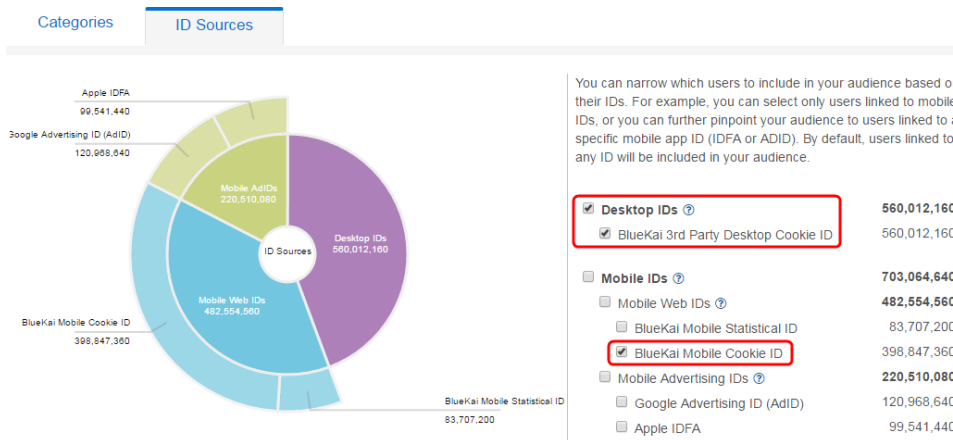 Categories
ID Sources
Apple IDFA
99,541,440
Google Advertising ID (AdID)
120,968,640
Mobile AdIDs
220,510,080
Desktop IDs
560,012,160
ID Sources
Mobile Web IDs
482,554,560
BlueKai Mobile Cookie ID
398,847,360
BlueKai Mobile Statistical ID
83,707,200
You can narrow which users to include in your audience based o
their IDs. For example, you can select only users linked to mobile
IDs, or you can further pinpoint your audience to users linked to a
specific mobile app ID (IDFA or ADID). By default, users linked to
any ID will be included in your audience.
Desktop IDs ? 560,012,160
BlueKai 3rd Party Desktop Cookie ID 560,012,160
Mobile IDs ? 703,064,640
Mobile Web IDs ? 482,554,560
BlueKai Mobile Statistical ID 83,707,200
BlueKai Mobile Cookie ID 398,847,360
Mobile Advertising IDs ? 220,510,080
Google Advertising ID (AdID) 120,968,640
Apple IDFA 99,541,440